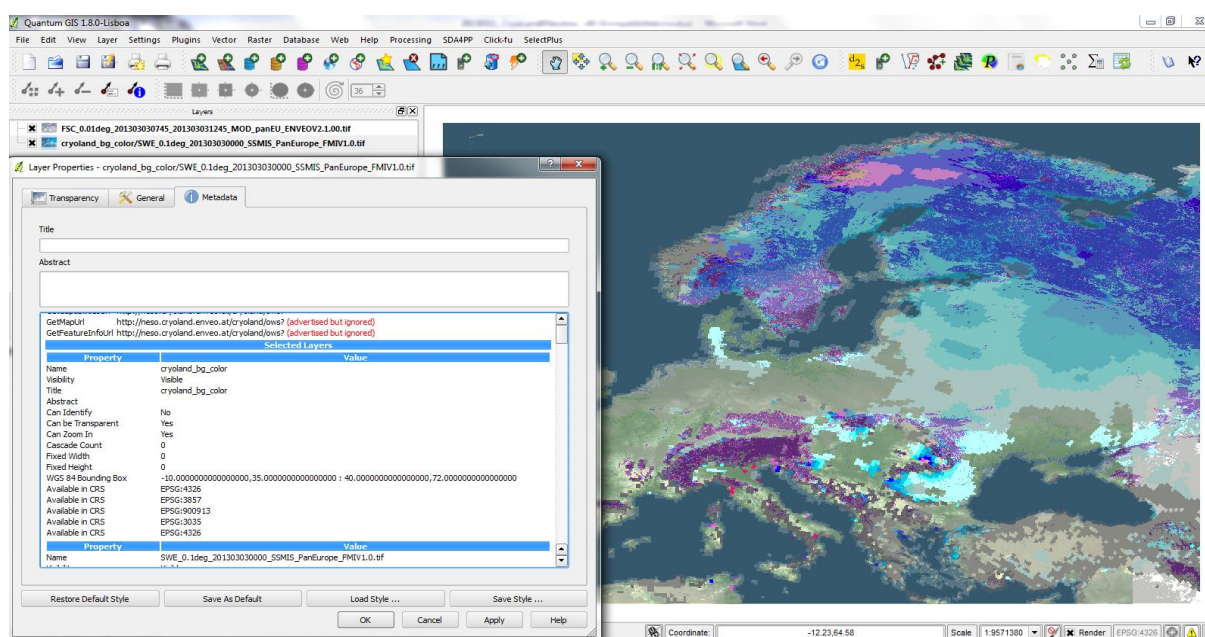 Quantum GIS 1.8.0-Lisboa
File Edit View Layer Settings Plugins Vector Raster Database Web Help Processing SDA4PP Click-fu SelectPlus
36
Layers
FSC_0.01deg_201303030745_201303031245_MOD_panEU_ENVEOV2.1.00.tif
cryoland_bg_color/SWE_0.1deg_201303030000_SSMIS_PanEurope_FMIV1.0.tif
Layer Properties - cryoland_bg_color/SWE_0.1deg_201303030000_SSMIS_PanEurope_FMIV1.0.tif
Transparency General Metadata
Title
Abstract
GetMapUrl http://neso.cryoland.enveo.at/cryoland/ows? (advertised but ignored)
GetFeatureInfoUrl http://neso.cryoland.enveo.at/cryoland/ows? (advertised but ignored)
Selected Layers
Property Value
Name cryoland_bg_color
Visibility Visible
Title cryoland_bg_color
Abstract
Can Identify No
Can be Transparent Yes
Can Zoom In Yes
Cascade Count 0
Fixed Width 0
Fixed Height 0
WGS 84 Bounding Box -10.0000000000000000,35.0000000000000000 : 40.0000000000000000,72.0000000000000000
Available in CRS EPSG:4326
Available in CRS EPSG:3857
Available in CRS EPSG:900913
Available in CRS EPSG:3035
Available in CRS EPSG:4326
Property Value
Name SWE_0.1deg_201303030000_SSMIS_PanEurope_FMIV1.0.tif
Restore Default Style Save As Default Load Style ... Save Style ...
OK Cancel Apply Help
Coordinate: -12.23,64.58 Scale 1:9571380 Render EPSG:4326